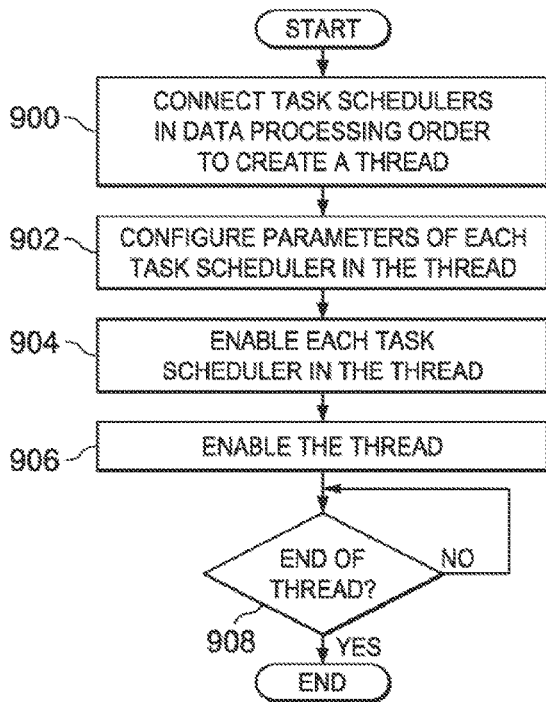 START
900
CONNECT TASK SCHEDULERS
IN DATA PROCESSING ORDER
TO CREATE A THREAD
902
CONFIGURE PARAMETERS OF EACH
TASK SCHEDULER IN THE THREAD
904
ENABLE EACH TASK
SCHEDULER IN THE THREAD
906
ENABLE THE THREAD
END OF
THREAD?
NO
908
YES
END